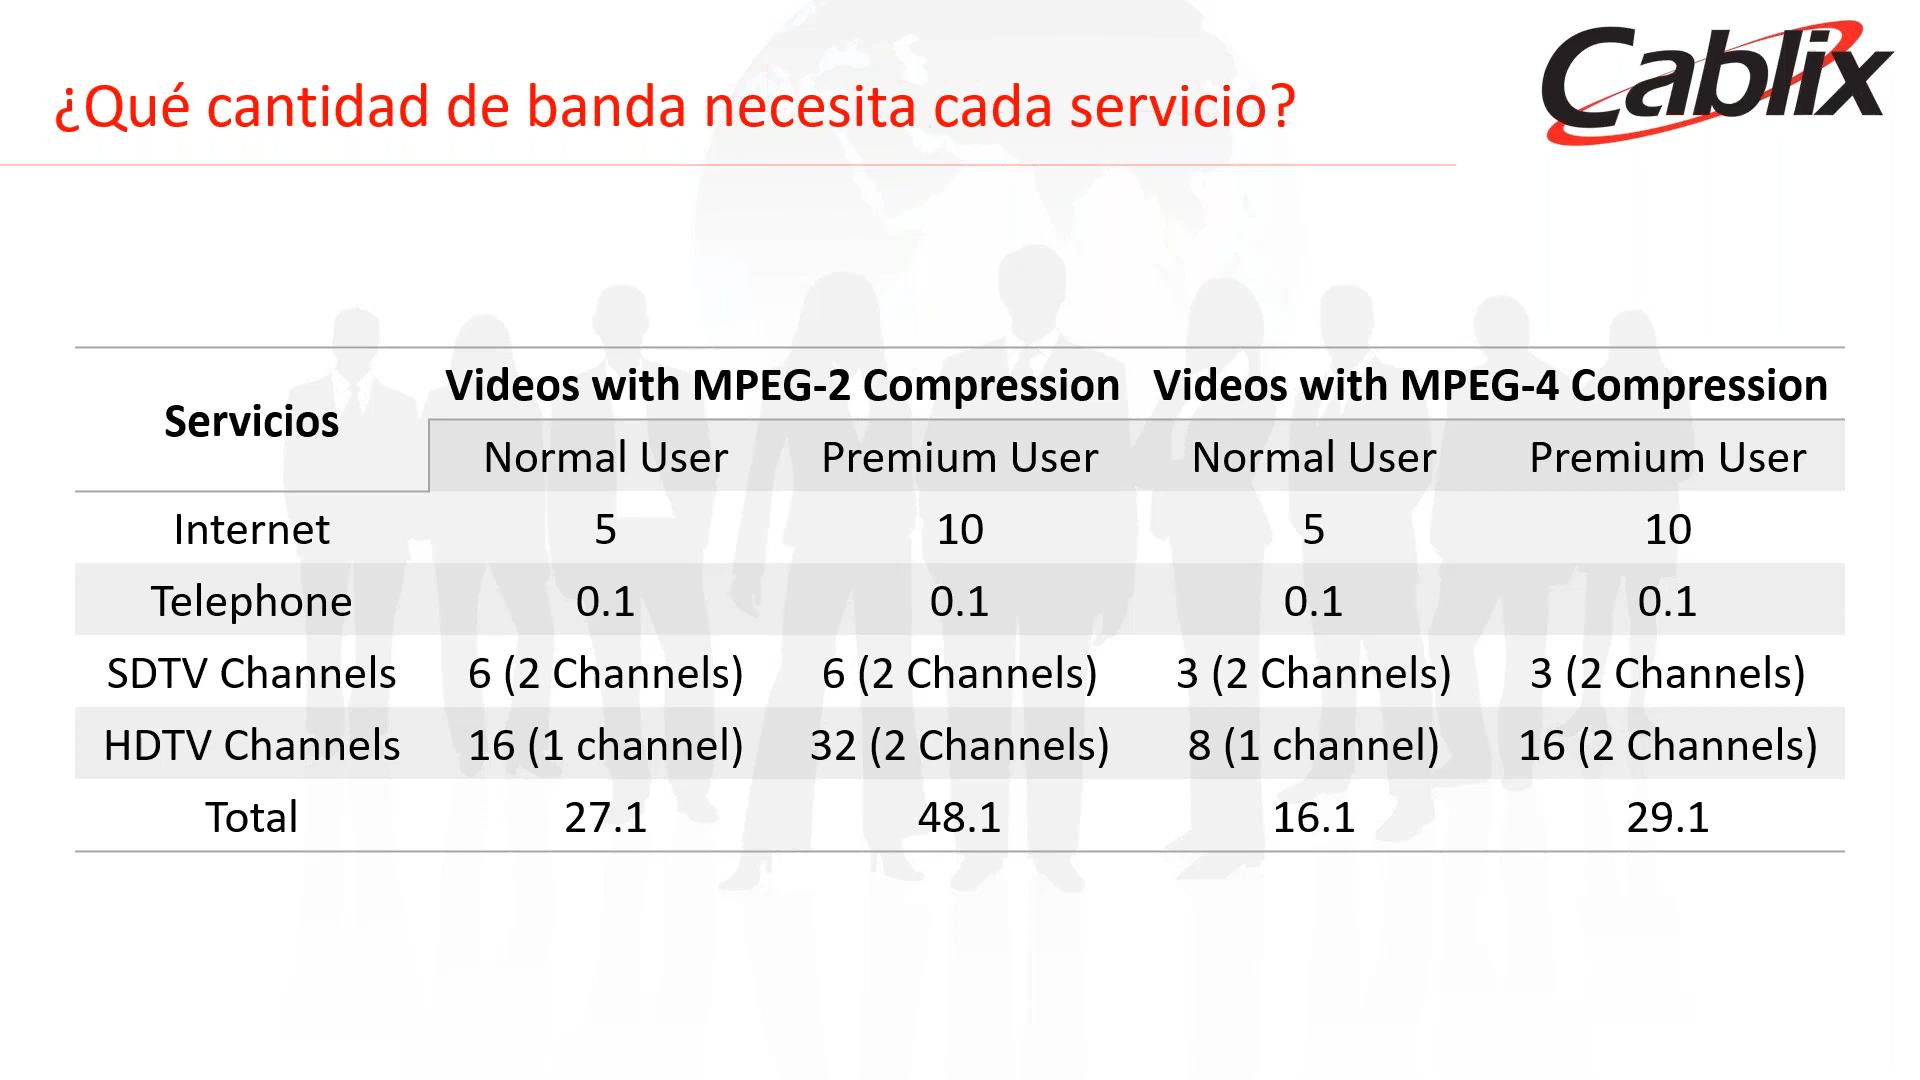 Cablix
¿Qué cantidad de banda necesita cada servicio?
Servicios Videos with MPEG-2 Compression Videos with MPEG-4 Compression
Normal User Premium User Normal User Premium User
Internet 5 10 5 10
Telephone 0.1 0.1 0.1 0.1
SDTV Channels 6 (2 Channels) 6 (2 Channels) 3 (2 Channels) 3 (2 Channels)
HDTV Channels 16 (1 channel) 32 (2 Channels) 8 (1 channel) 16 (2 Channels)
Total 27.1 48.1 16.1 29.1